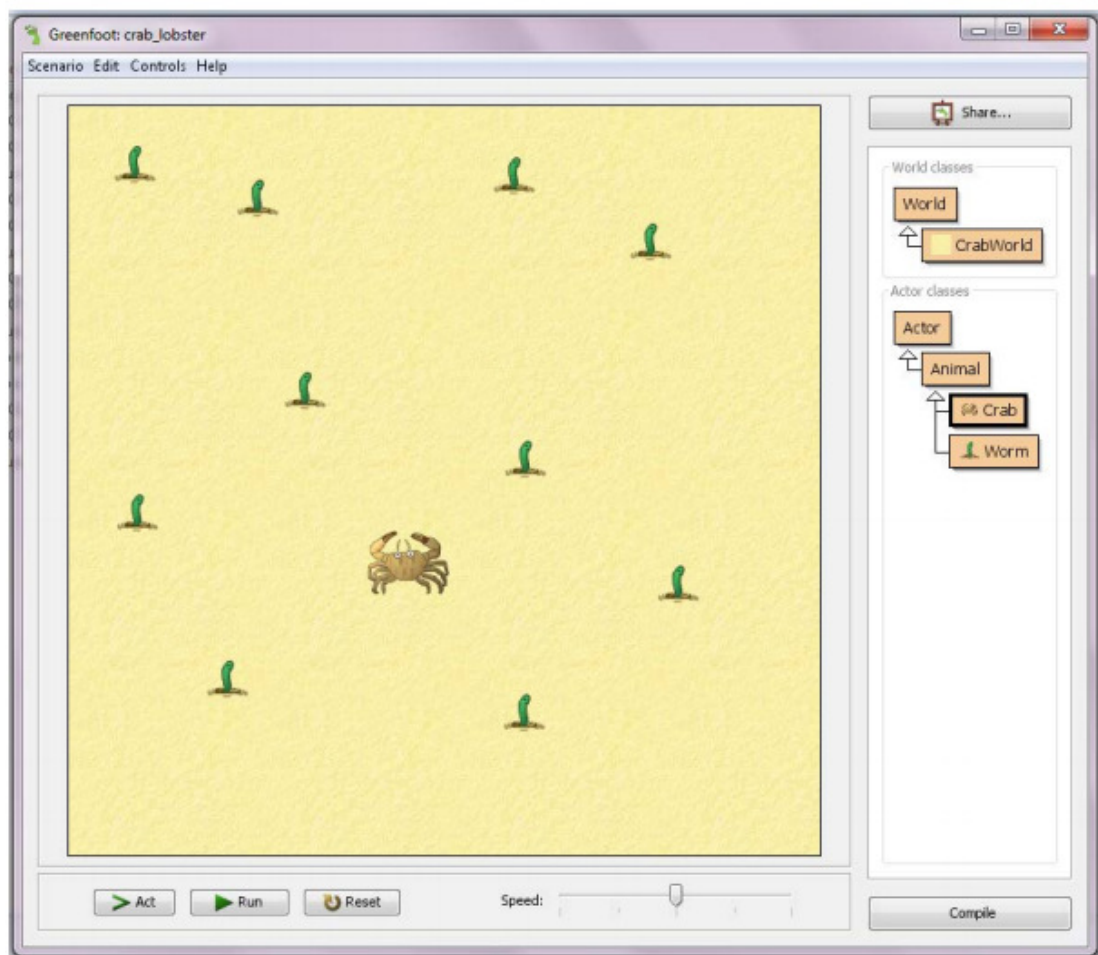 Greenfoot: crab_lobster
Scenario Edit Controls Help
Share...
World classes
World
CrabWorld
Actor classes
Actor
Animal
Crab
Worm
Act Run Reset Speed:
Compile